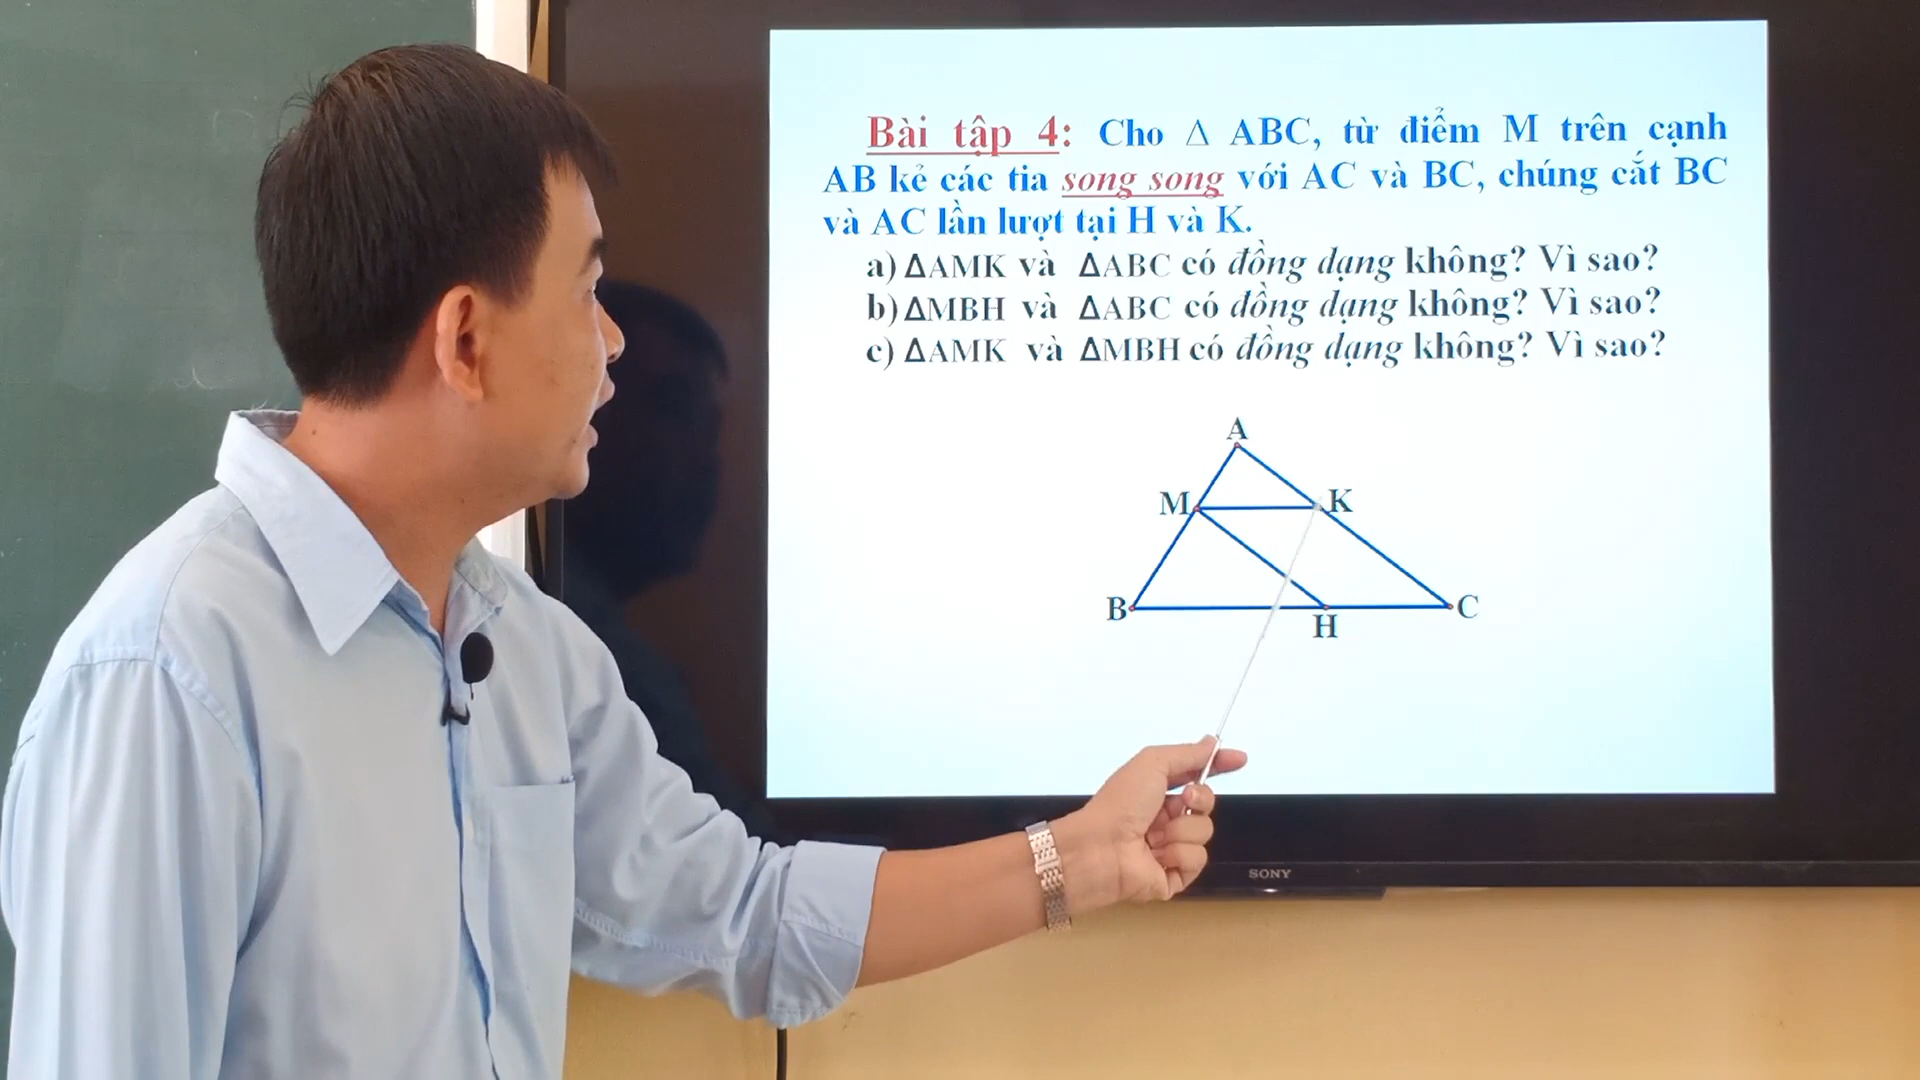 Bài tập 4: Cho Δ ABC, từ điểm M trên cạnh
AB kẻ các tia song song với AC và BC, chúng cắt BC
và AC lần lượt tại H và K.
a) ΔAMK và ΔABC có đồng dạng không? Vì sao?
b) ΔMBH và ΔABC có đồng dạng không? Vì sao?
c) ΔAMK và ΔMBH có đồng dạng không? Vì sao?
A
M
K
B
H
C
SONY